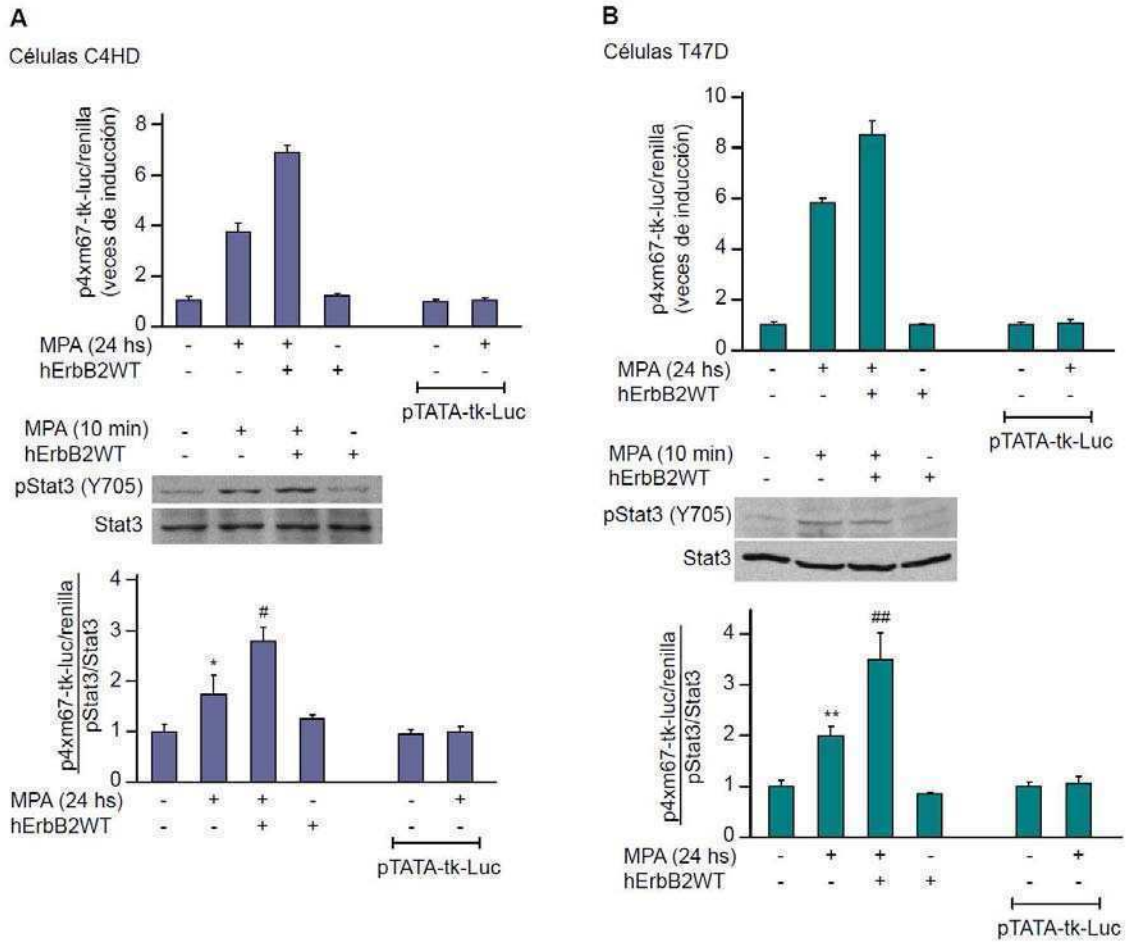 A
Células C4HD
p4xm67-tk-luc/renilla
(veces de inducción)
8
6
4
2
0
MPA (24 hs) - + + - - +
hErbB2WT - - + + - -
pTATA-tk-Luc
MPA (10 min) - + + -
hErbB2WT - - + +
pStat3 (Y705)
Stat3
p4xm67-tk-luc/renilla
pStat3/Stat3
4
3
2
1
0
*
#
MPA (24 hs) - + + - - +
hErbB2WT - - + + - -
pTATA-tk-Luc
B
Células T47D
p4xm67-tk-luc/renilla
(veces de inducción)
10
8
6
4
2
0
MPA (24 hs) - + + - - +
hErbB2WT - - + + - -
pTATA-tk-Luc
MPA (10 min) - + + -
hErbB2WT - - + +
pStat3 (Y705)
Stat3
p4xm67-tk-luc/renilla
pStat3/Stat3
4
3
2
1
0
**
##
MPA (24 hs) - + + - - +
hErbB2WT - - + + - -
pTATA-tk-Luc